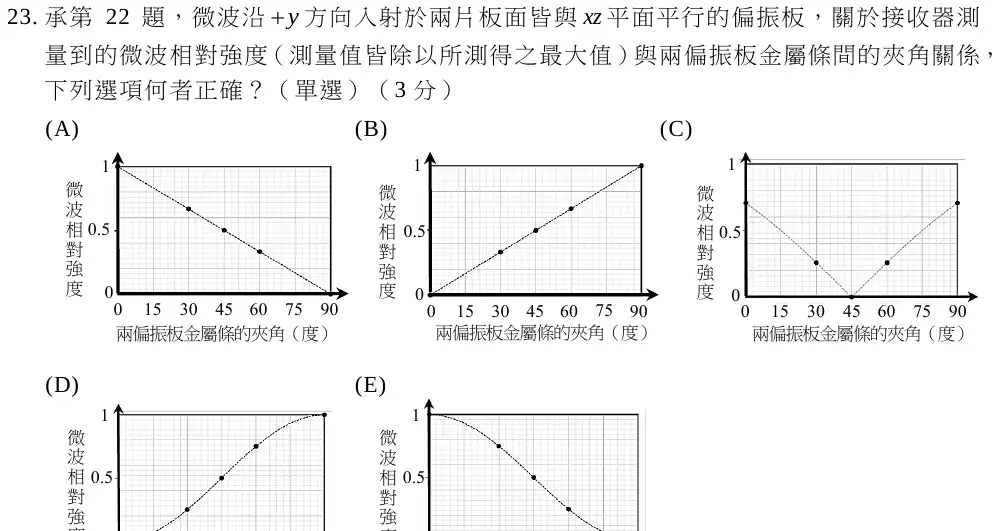 23. 承第 22 題，微波沿 +y 方向入射於兩片板面皆與 xz 平面平行的偏振板，關於接收器測
量到的微波相對強度（測量值皆除以所測得之最大值）與兩偏振板金屬條間的夾角關係，
下列選項何者正確？（單選）（3 分）
(A)
(B)
(C)
1
0.5
0
微波相對強度
0 15 30 45 60 75 90
兩偏振板金屬條的夾角（度）
1
0.5
0
微波相對強度
0 15 30 45 60 75 90
兩偏振板金屬條的夾角（度）
1
0.5
0
微波相對強度
0 15 30 45 60 75 90
兩偏振板金屬條的夾角（度）
(D)
(E)
1
0.5
微波相對強
1
0.5
微波相對強